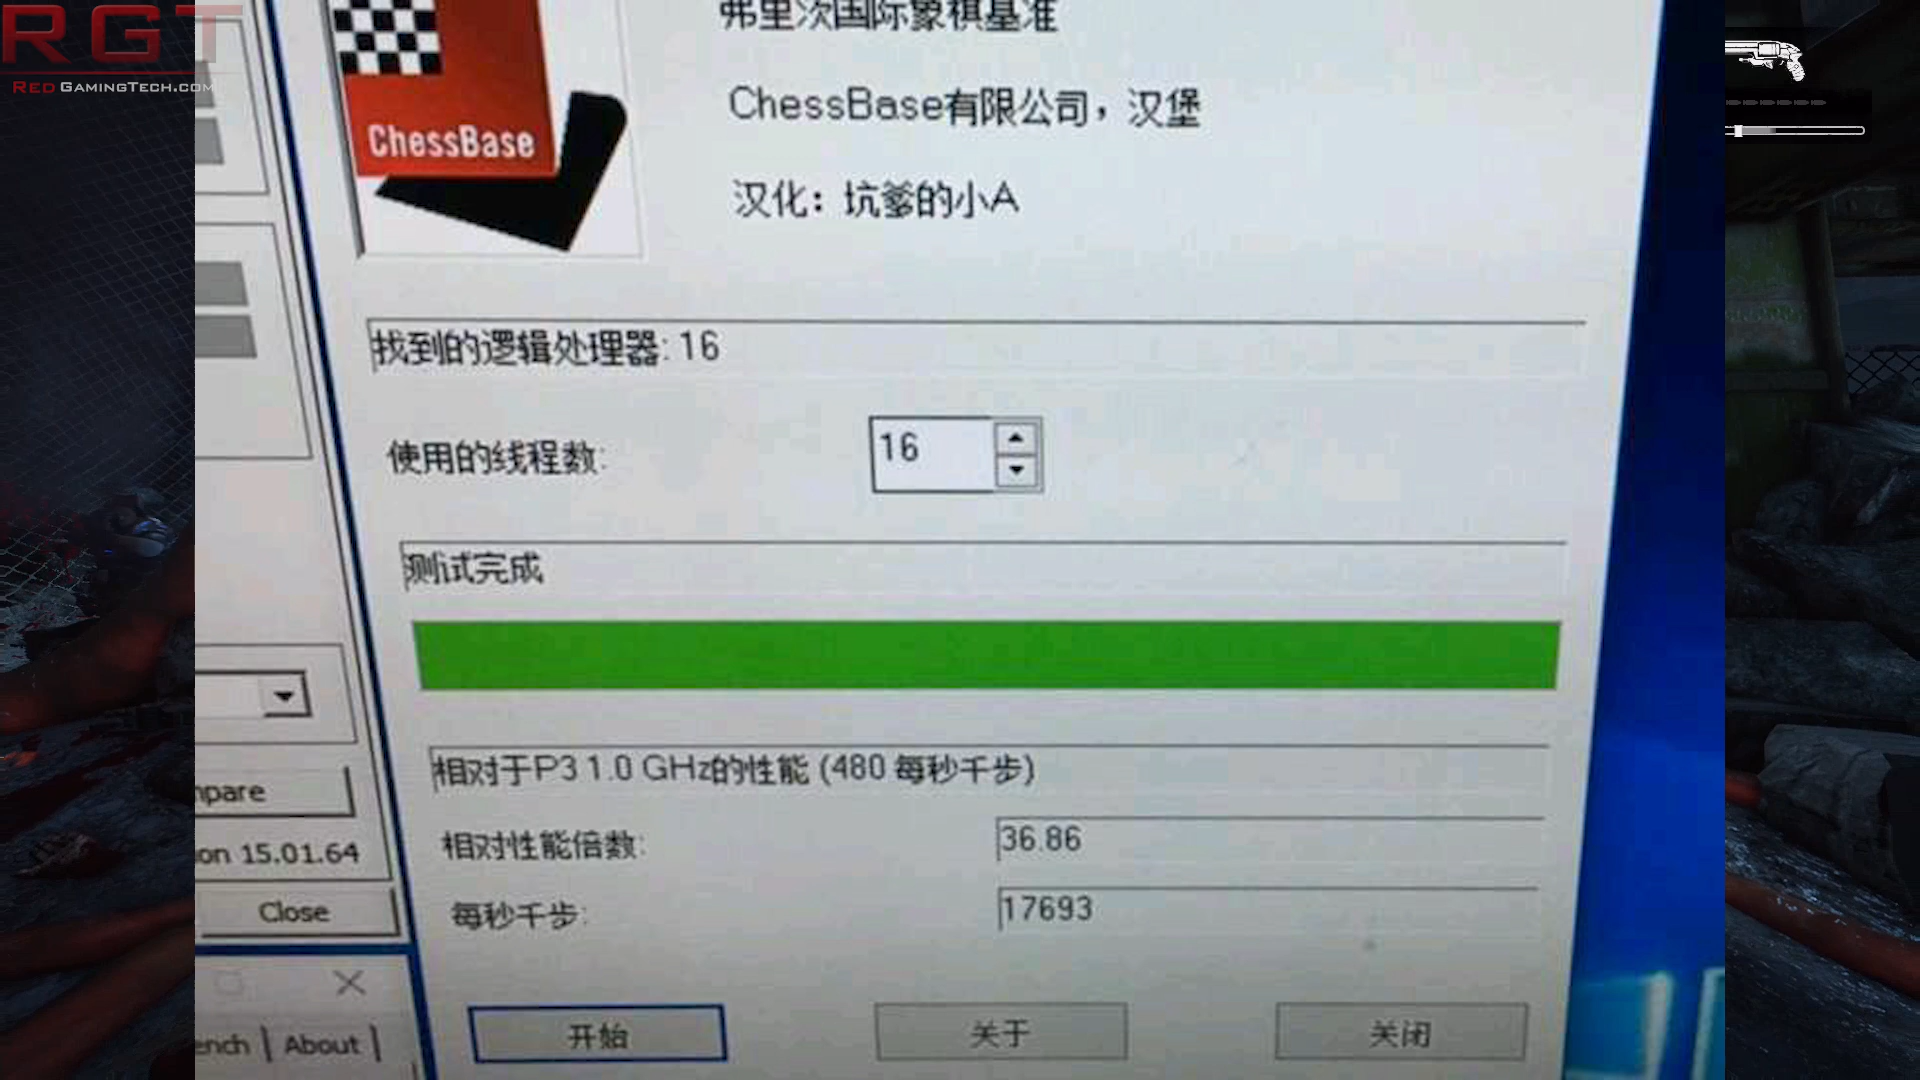 RGT
REDGAMINGTECH.COM
弗里茨国际象棋基准
ChessBase
ChessBase有限公司，汉堡
汉化：坑爹的小A
找到的逻辑处理器: 16
使用的线程数:
16
测试完成
相对于P3 1.0 GHz的性能 (480 每秒千步)
相对性能倍数:
36.86
每秒千步:
17693
开始
关于
关闭
15.01.64
Close
About